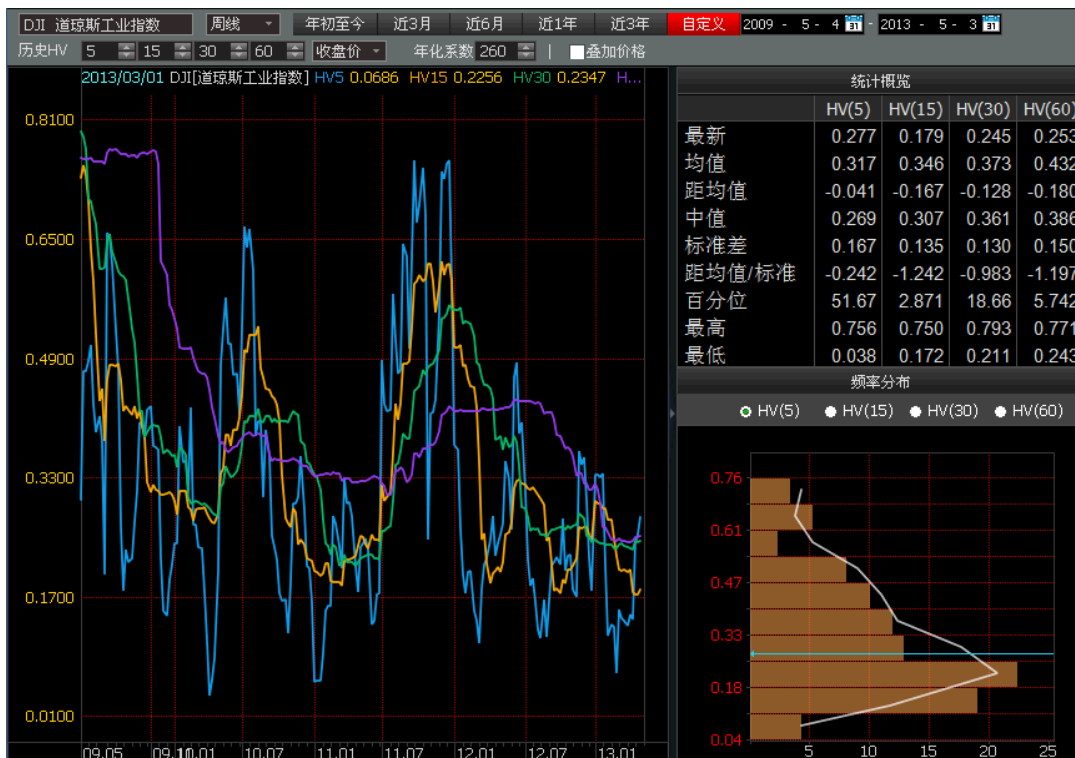 DJI 道琼斯工业指数 周线 年初至今 近3月 近6月 近1年 近3年 自定义 2009 - 5 - 4 31 - 2013 - 5 - 3 31
历史HV 5 15 30 60 收盘价 年化系数 260 | 叠加价格
2013/03/01 DJI[道琼斯工业指数] HV5 0.0686 HV15 0.2256 HV30 0.2347 H...
0.8100
0.6500
0.4900
0.3300
0.1700
0.0100
09.05 09.10 10.01 10.07 11.01 11.07 12.01 12.07 13.01
统计概览
HV(5) HV(15) HV(30) HV(60)
最新 0.277 0.179 0.245 0.253
均值 0.317 0.346 0.373 0.432
距均值 -0.041 -0.167 -0.128 -0.180
中值 0.269 0.307 0.361 0.386
标准差 0.167 0.135 0.130 0.150
距均值/标准 -0.242 -1.242 -0.983 -1.197
百分位 51.67 2.871 18.66 5.742
最高 0.756 0.750 0.793 0.771
最低 0.038 0.172 0.211 0.243
频率分布
HV(5) HV(15) HV(30) HV(60)
0.76
0.61
0.47
0.33
0.18
0.04
5 10 15 20 25